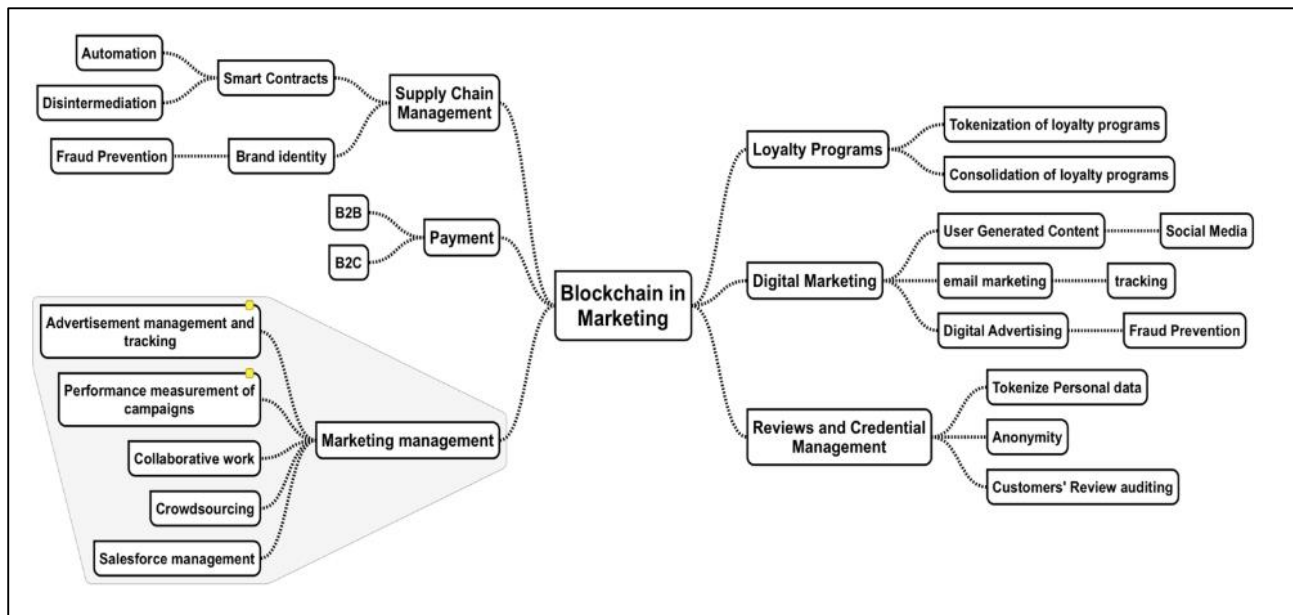 Automation
Smart Contracts
Disintermediation
Supply Chain
Management
Fraud Prevention
Brand identity
B2B
Payment
B2C
Advertisement management and
tracking
Performance measurement of
campaigns
Marketing management
Collaborative work
Crowdsourcing
Salesforce management
Blockchain in
Marketing
Loyalty Programs
Tokenization of loyalty programs
Consolidation of loyalty programs
Digital Marketing
User Generated Content
Social Media
email marketing
tracking
Digital Advertising
Fraud Prevention
Reviews and Credential
Management
Tokenize Personal data
Anonymity
Customers' Review auditing